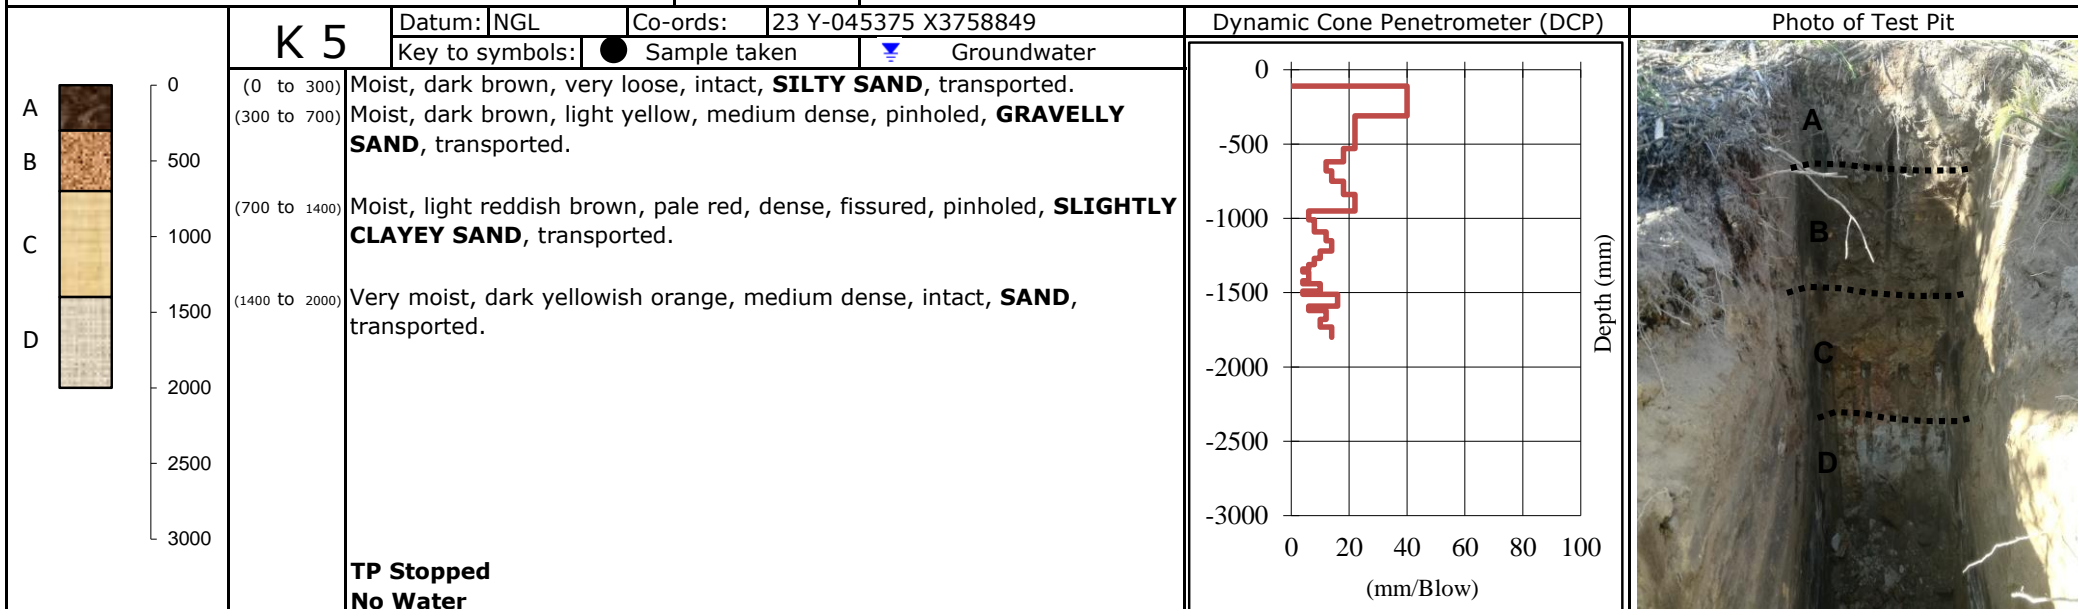 K 5
Datum: NGL Co-ords: 23 Y-045375 X3758849
Key to symbols: Sample taken Groundwater
Dynamic Cone Penetrometer (DCP)
Photo of Test Pit
A
B
C
D
0
500
1000
1500
2000
2500
3000
(0 to 300) Moist, dark brown, very loose, intact, SILTY SAND, transported.
(300 to 700) Moist, dark brown, light yellow, medium dense, pinholed, GRAVELLY
SAND, transported.
(700 to 1400) Moist, light reddish brown, pale red, dense, fissured, pinholed, SLIGHTLY
CLAYEY SAND, transported.
(1400 to 2000) Very moist, dark yellowish orange, medium dense, intact, SAND,
transported.
TP Stopped
No Water
0
-500
-1000
-1500
-2000
-2500
-3000
0 20 40 60 80 100
(mm/Blow)
Depth (mm)
A
B
C
D